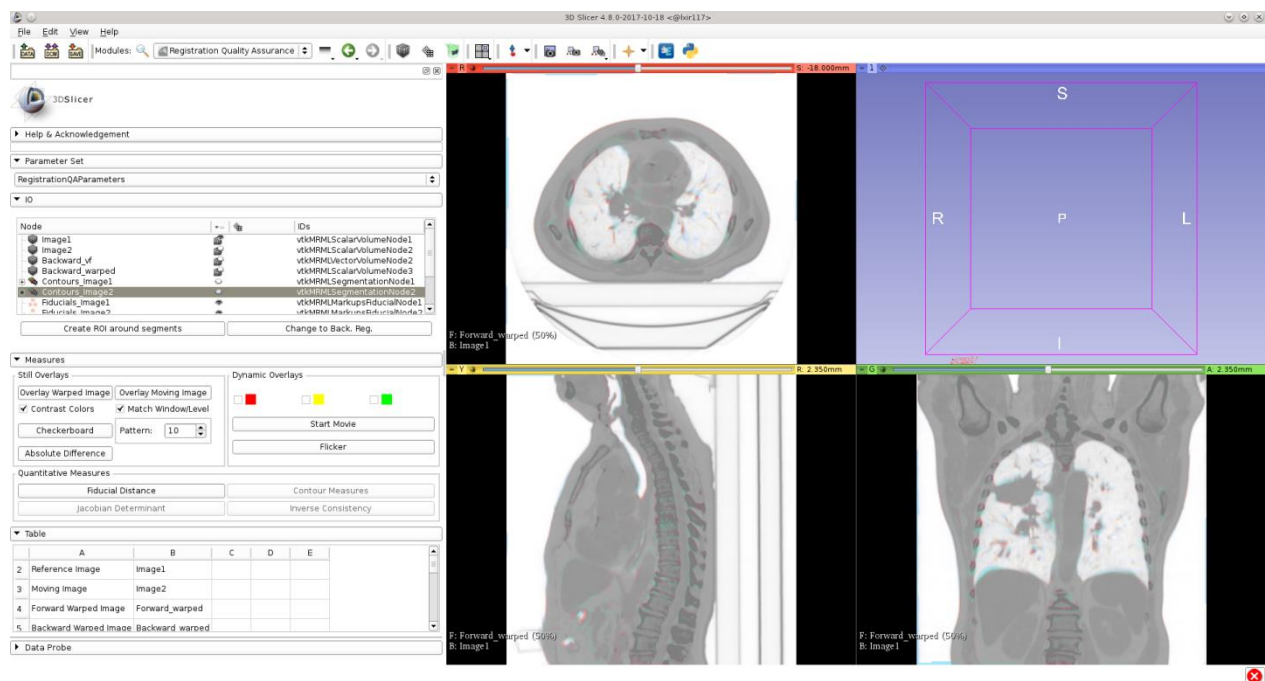 3D Slicer 4.8.0-2017-10-18 <@lxir117>
File Edit View Help
DATA DCM SAVE Modules: Registration Quality Assurance
3DSlicer
Help & Acknowledgement
Parameter Set
RegistrationQAParameters
IO
Node IDs
Image1 vtkMRMLScalarVolumeNode1
Image2 vtkMRMLScalarVolumeNode2
Backward_vf vtkMRMLVectorVolumeNode2
Backward_warped vtkMRMLScalarVolumeNode3
Contours_Image1 vtkMRMLSegmentationNode1
Contours_Image2 vtkMRMLSegmentationNode2
Fiducials_Image1 vtkMRMLMarkupsFiducialNode1
Fiducials_Image2 vtkMRMLMarkupsFiducialNode2
Create ROI around segments Change to Back. Reg.
Measures
Still Overlays Dynamic Overlays
Overlay Warped Image Overlay Moving Image
Contrast Colors Match Window/Level
Checkerboard Pattern: 10
Start Movie
Absolute Difference
Flicker
Quantitative Measures
Fiducial Distance Contour Measures
Jacobian Determinant Inverse Consistency
Table
A B C D E
2 Reference Image Image1
3 Moving Image Image2
4 Forward Warped Image Forward_warped
5 Backward Warped Image Backward_warped
Data Probe
R S: -18.000mm
F: Forward_warped (50%)
B: Image1
1
S
R P L
I
Y R: 2.350mm
F: Forward_warped (50%)
B: Image1
G A: 2.350mm
F: Forward_warped (50%)
B: Image1